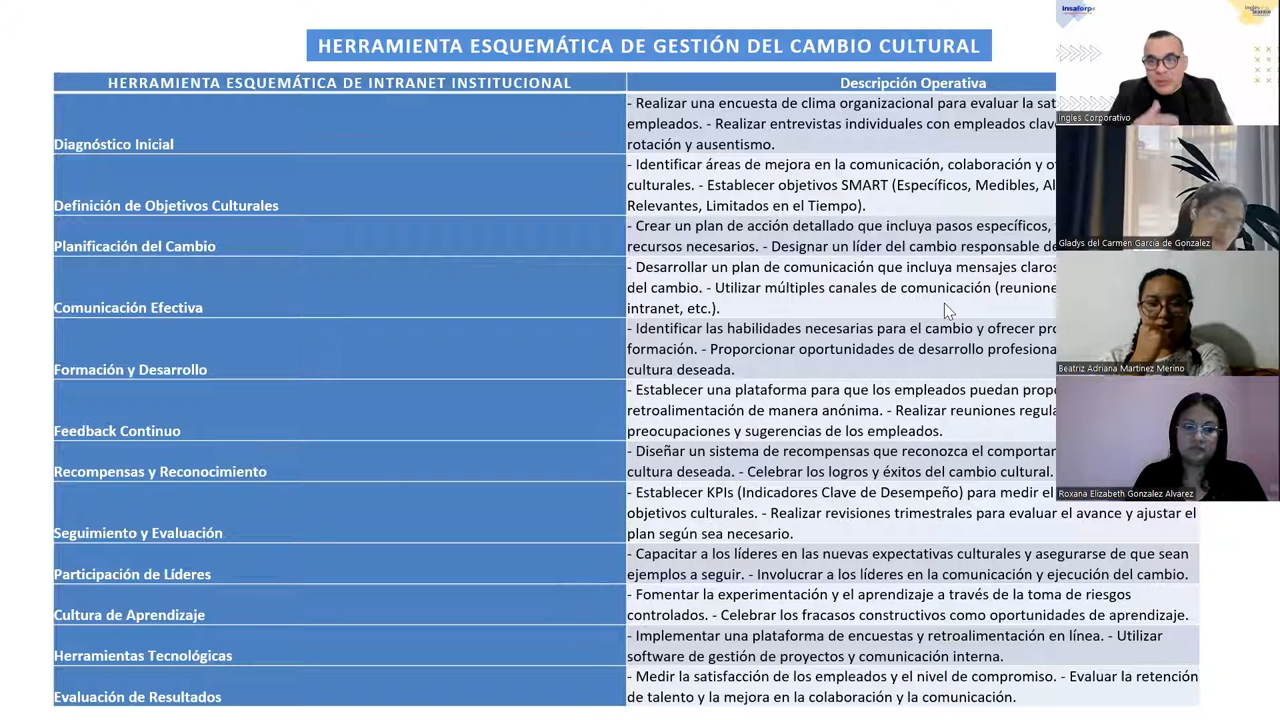 HERRAMIENTA ESQUEMÁTICA DE GESTIÓN DEL CAMBIO CULTURAL
HERRAMIENTA ESQUEMÁTICA DE INTRANET INSTITUCIONAL
Descripción Operativa
Diagnóstico Inicial
- Realizar una encuesta de clima organizacional para evaluar la
empleados. - Realizar entrevistas individuales con empleados
rotación y ausentismo.
Definición de Objetivos Culturales
- Identificar áreas de mejora en la comunicación, colaboración y
culturales. - Establecer objetivos SMART (Específicos, Medibles,
Relevantes, Limitados en el Tiempo).
Planificación del Cambio
- Crear un plan de acción detallado que incluya pasos específicos,
recursos necesarios. - Designar un líder del cambio responsable
Comunicación Efectiva
- Desarrollar un plan de comunicación que incluya mensajes claros
del cambio. - Utilizar múltiples canales de comunicación
intranet, etc.).
Formación y Desarrollo
- Identificar las habilidades necesarias para el cambio y ofrecer
formación. - Proporcionar oportunidades de desarrollo
cultura deseada.
Feedback Continuo
- Establecer una plataforma para que los empleados puedan
retroalimentación de manera anónima. - Realizar reuniones
preocupaciones y sugerencias de los empleados.
Recompensas y Reconocimiento
- Diseñar un sistema de recompensas que reconozca el
cultura deseada. - Celebrar los logros y éxitos del cambio cultural.
Seguimiento y Evaluación
- Establecer KPIs (Indicadores Clave de Desempeño) para medir el
objetivos culturales. - Realizar revisiones trimestrales para evaluar el avance y ajustar el
plan según sea necesario.
Participación de Líderes
- Capacitar a los líderes en las nuevas expectativas culturales y asegurarse de que sean
ejemplos a seguir. - Involucrar a los líderes en la comunicación y ejecución del cambio.
Cultura de Aprendizaje
- Fomentar la experimentación y el aprendizaje a través de la toma de riesgos
controlados. - Celebrar los fracasos constructivos como oportunidades de aprendizaje.
Herramientas Tecnológicas
- Implementar una plataforma de encuestas y retroalimentación en línea. - Utilizar
software de gestión de proyectos y comunicación interna.
Evaluación de Resultados
- Medir la satisfacción de los empleados y el nivel de compromiso. - Evaluar la retención
de talento y la mejora en la colaboración y la comunicación.
insaforp
Ingles Corporativo
Gladys del Carmen Garcia de Gonzalez
Beatriz Adriana Martinez Merino
Roxana Elizabeth Gonzalez Alvarez